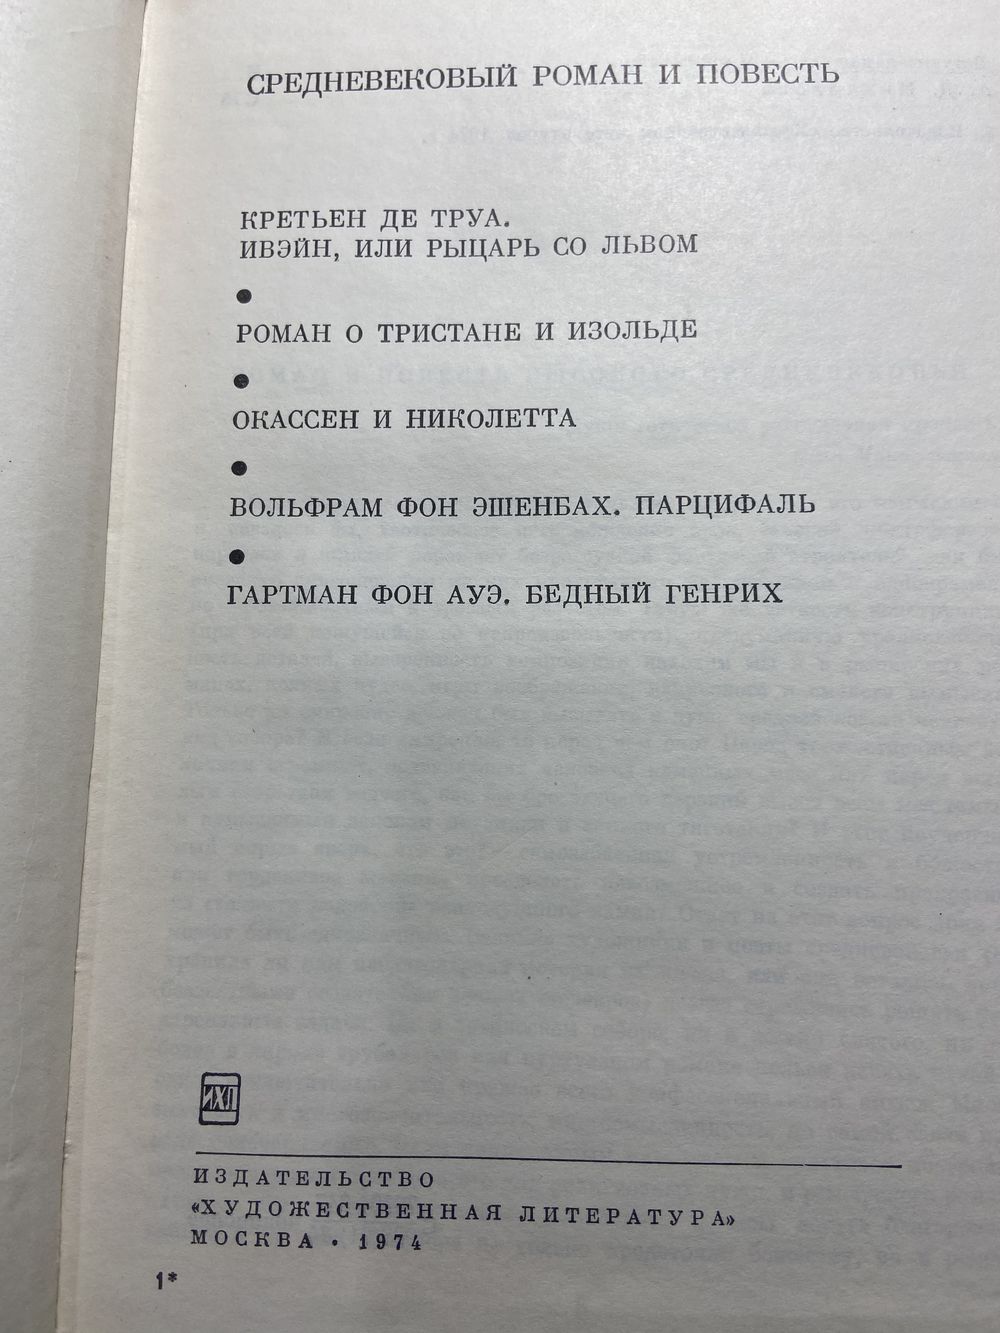 СРЕДНЕВЕКОВЫЙ РОМАН И ПОВЕСТЬ
КРЕТЬЕН ДЕ ТРУА.
ИВЭЙН, ИЛИ РЫЦАРЬ СО ЛЬВОМ
●
РОМАН О ТРИСТАНЕ И ИЗОЛЬДЕ
●
ОКАССЕН И НИКОЛЕТТА
●
ВОЛЬФРАМ ФОН ЭШЕНБАХ. ПАРЦИФАЛЬ
●
ГАРТМАН ФОН АУЭ. БЕДНЫЙ ГЕНРИХ
ИХЛ
ИЗДАТЕЛЬСТВО
«ХУДОЖЕСТВЕННАЯ ЛИТЕРАТУРА»
МОСКВА • 1974
1*